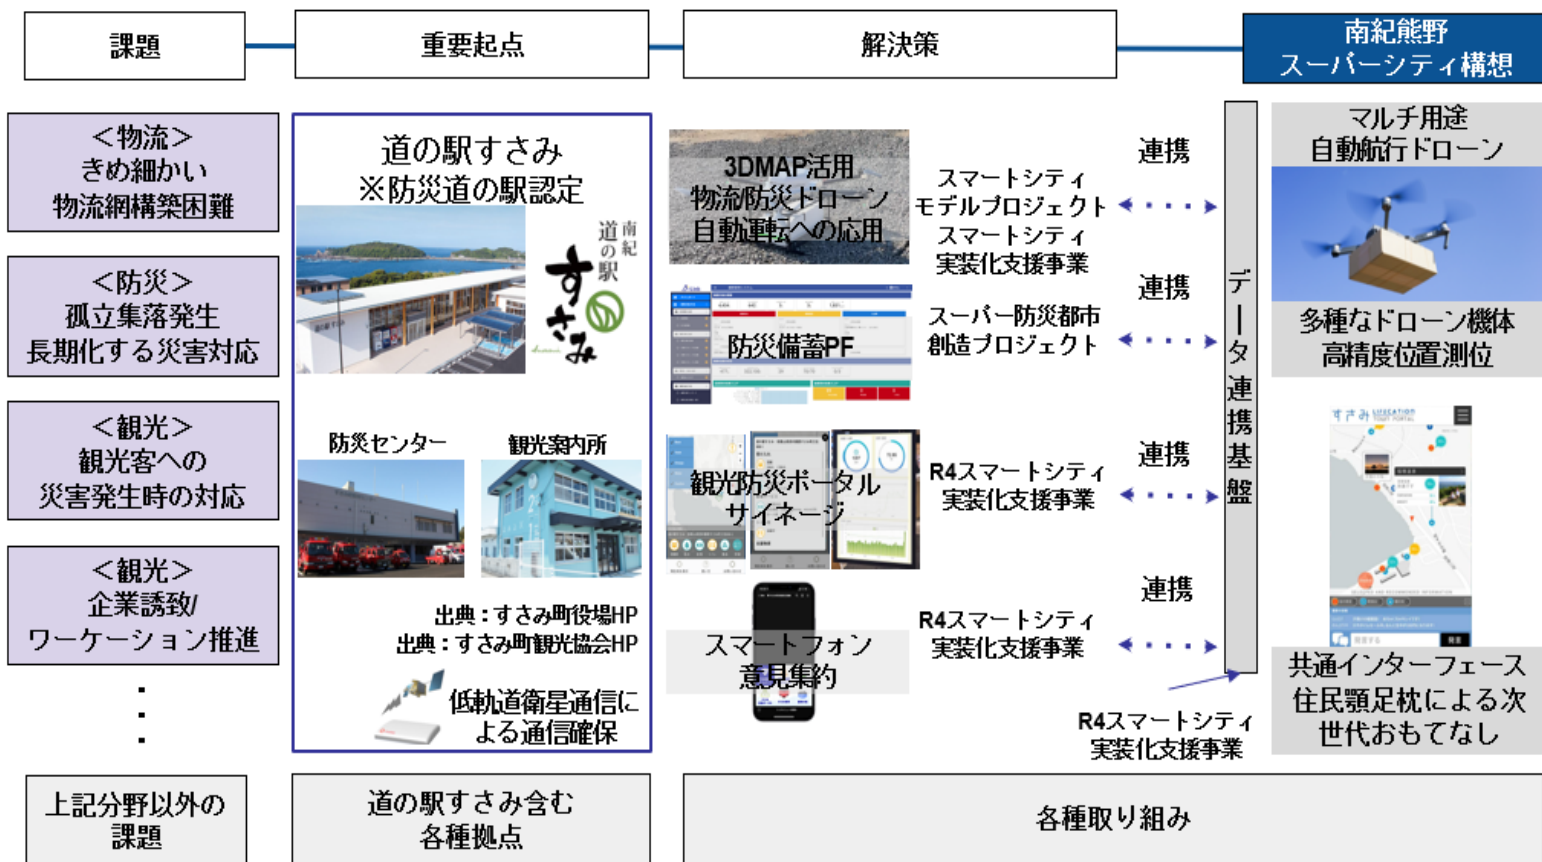 課題
重要起点
解決策
南紀熊野
スーパーシティ構想
＜物流＞
きめ細かい
物流網構築困難
＜防災＞
孤立集落発生
長期化する災害対応
＜観光＞
観光客への
災害発生時の対応
＜観光＞
企業誘致/
ワーケーション推進
上記分野以外の
課題
道の駅すさみ
※防災道の駅認定
南紀
道の駅
すさみ
防災センター
観光案内所
出典：すさみ町役場HP
出典：すさみ町観光協会HP
低軌道衛星通信に
よる通信確保
道の駅すさみ含む
各種拠点
3DMAP活用
物流/防災ドローン
自動運転への応用
防災備蓄PF
観光防災ポータル
サイネージ
スマートフォン
意見集約
スマートシティ
モデルプロジェクト
スマートシティ
実装化支援事業
連携
スーパー防災都市
創造プロジェクト
連携
R4スマートシティ
実装化支援事業
連携
R4スマートシティ
実装化支援事業
連携
R4スマートシティ
実装化支援事業
データ連携基盤
マルチ用途
自動航行ドローン
多種なドローン機体
高精度位置測位
すさみ
共通インターフェース
住民顎足枕による次
世代おもてなし
各種取り組み